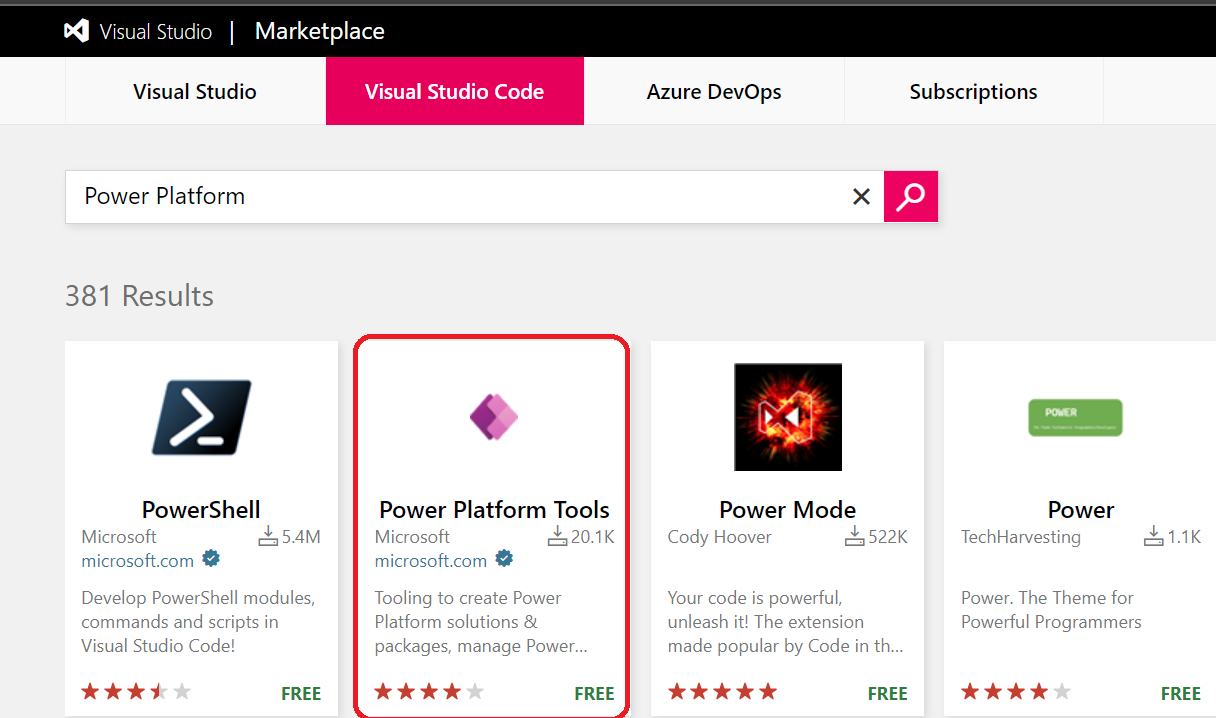 Visual Studio | Marketplace
Visual Studio Visual Studio Code Azure DevOps Subscriptions
Power Platform
381 Results
PowerShell
Microsoft 5.4M
microsoft.com
Develop PowerShell modules,
commands and scripts in
Visual Studio Code!
FREE
Power Platform Tools
Microsoft 20.1K
microsoft.com
Tooling to create Power
Platform solutions &
packages, manage Power...
FREE
Power Mode
Cody Hoover 522K
Your code is powerful,
unleash it! The extension
made popular by Code in th...
FREE
POWER
Power
TechHarvesting 1.1K
Power. The Theme for
Powerful Programmers
FREE